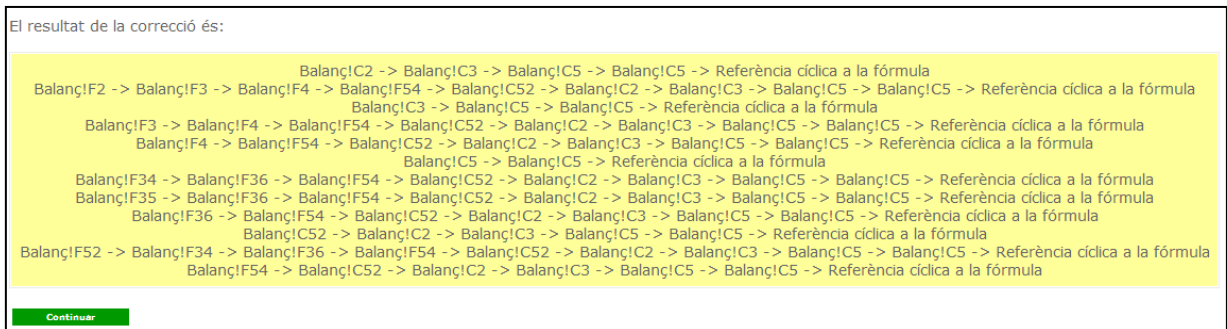 El resultat de la correcció és:
Balanç!C2 -> Balanç!C3 -> Balanç!C5 -> Balanç!C5 -> Referència cíclica a la fórmula
Balanç!F2 -> Balanç!F3 -> Balanç!F4 -> Balanç!F54 -> Balanç!C52 -> Balanç!C2 -> Balanç!C3 -> Balanç!C5 -> Balanç!C5 -> Referència cíclica a la fórmula
Balanç!C3 -> Balanç!C5 -> Balanç!C5 -> Referència cíclica a la fórmula
Balanç!F3 -> Balanç!F4 -> Balanç!F54 -> Balanç!C52 -> Balanç!C2 -> Balanç!C3 -> Balanç!C5 -> Balanç!C5 -> Referència cíclica a la fórmula
Balanç!F4 -> Balanç!F54 -> Balanç!C52 -> Balanç!C2 -> Balanç!C3 -> Balanç!C5 -> Balanç!C5 -> Referència cíclica a la fórmula
Balanç!C5 -> Balanç!C5 -> Referència cíclica a la fórmula
Balanç!F34 -> Balanç!F36 -> Balanç!F54 -> Balanç!C52 -> Balanç!C2 -> Balanç!C3 -> Balanç!C5 -> Balanç!C5 -> Referència cíclica a la fórmula
Balanç!F35 -> Balanç!F36 -> Balanç!F54 -> Balanç!C52 -> Balanç!C2 -> Balanç!C3 -> Balanç!C5 -> Balanç!C5 -> Referència cíclica a la fórmula
Balanç!F36 -> Balanç!F54 -> Balanç!C52 -> Balanç!C2 -> Balanç!C3 -> Balanç!C5 -> Balanç!C5 -> Referència cíclica a la fórmula
Balanç!C52 -> Balanç!C2 -> Balanç!C3 -> Balanç!C5 -> Balanç!C5 -> Referència cíclica a la fórmula
Balanç!F52 -> Balanç!F34 -> Balanç!F36 -> Balanç!F54 -> Balanç!C52 -> Balanç!C2 -> Balanç!C3 -> Balanç!C5 -> Balanç!C5 -> Referència cíclica a la fórmula
Balanç!F54 -> Balanç!C52 -> Balanç!C2 -> Balanç!C3 -> Balanç!C5 -> Balanç!C5 -> Referència cíclica a la fórmula
Continuar